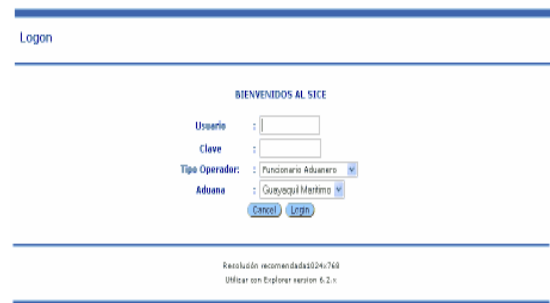 Logon
BIENVENIDOS AL SICE
Usuario :
Clave :
Tipo Operador: : Funcionario Aduanero
Aduana : Guayaquil Maritimo
Cancel Login
Resolución recomendada1024x768
Utilizar con Explorer version 6.2.x